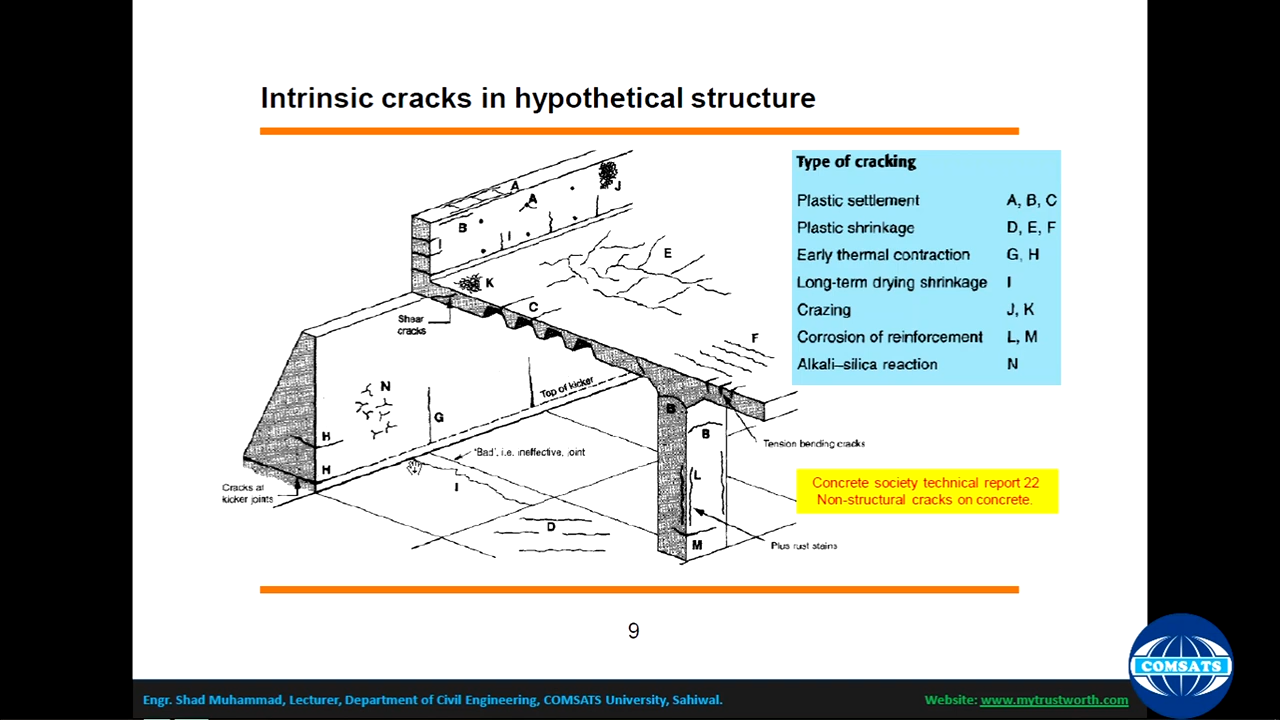 Intrinsic cracks in hypothetical structure
Type of cracking
Plastic settlement A, B, C
Plastic shrinkage D, E, F
Early thermal contraction G, H
Long-term drying shrinkage I
Crazing J, K
Corrosion of reinforcement L, M
Alkali–silica reaction N
A
J
A
B
I
E
K
C
Shear
cracks
F
N
Top of kicker
G
B
H
B
Tension bending cracks
'Bad', i.e. ineffective, joint
H
L
Cracks at
kicker joints
I
Concrete society technical report 22
Non-structural cracks on concrete.
D
M
Plus rust stains
9
COMSATS
Engr. Shad Muhammad, Lecturer, Department of Civil Engineering, COMSATS University, Sahiwal.
Website: www.mytrustworth.com